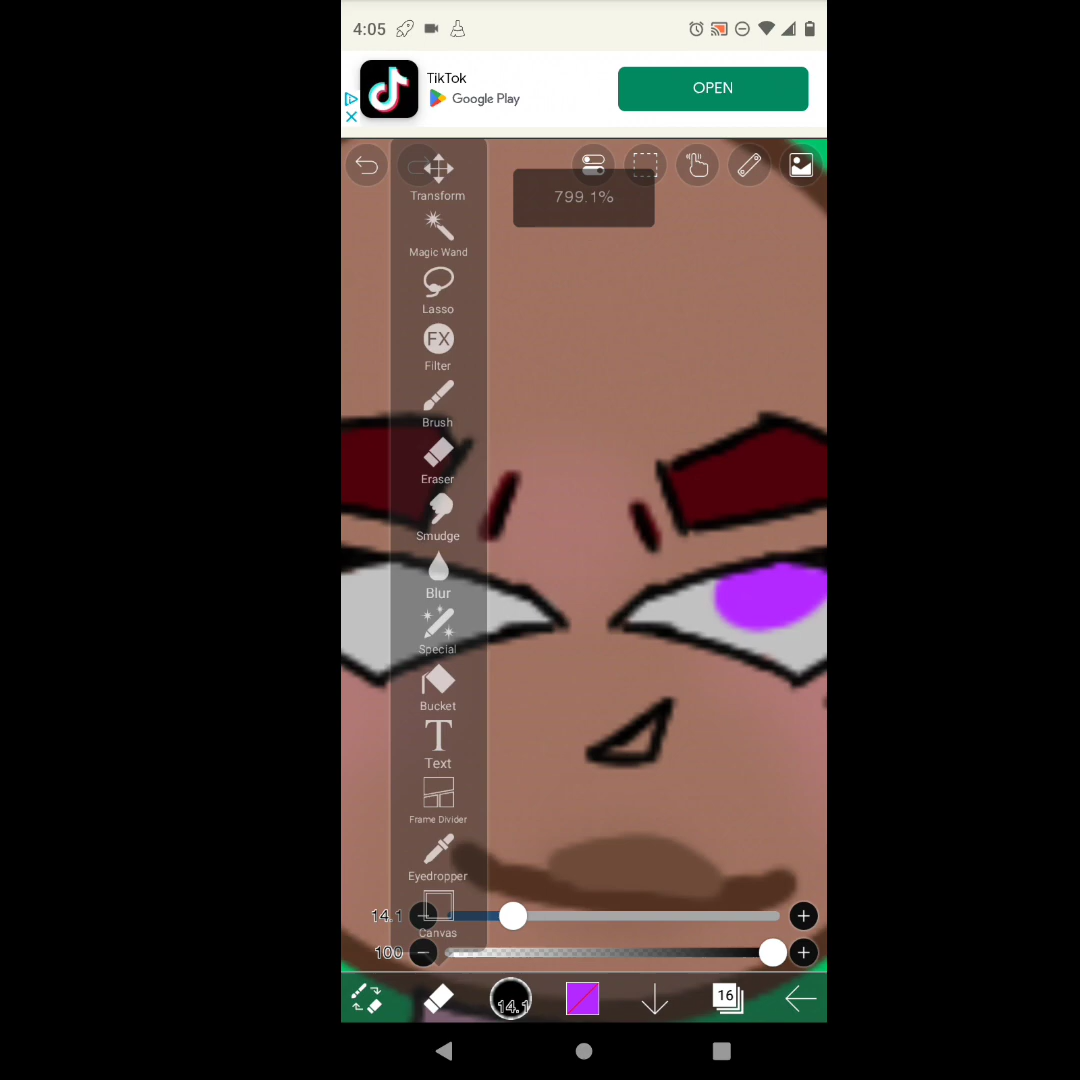 4:05
TikTok
Google Play
OPEN
799.1%
Transform
Magic Wand
Lasso
FX
Filter
Brush
Eraser
Smudge
Blur
Special
Bucket
T
Text
Frame Divider
Eyedropper
14.1
Canvas
100
14.1
16